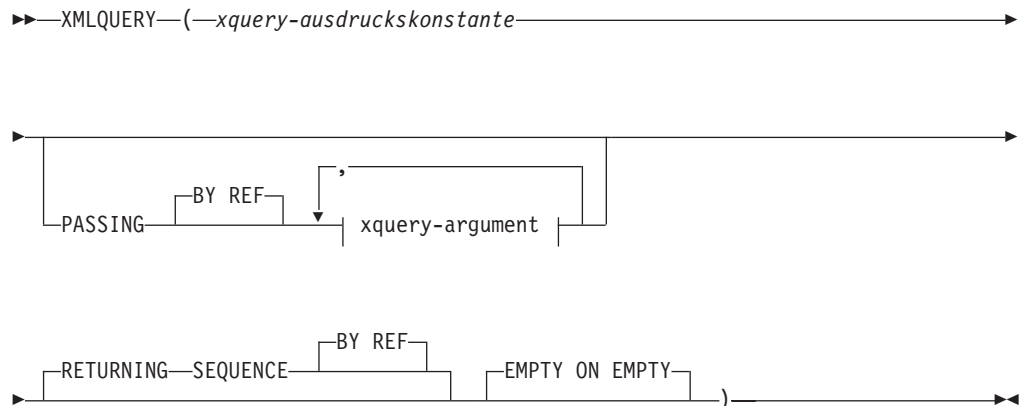 XMLQUERY ( xquery-ausdruckskonstante
,
BY REF
PASSING xquery-argument
BY REF
RETURNING SEQUENCE EMPTY ON EMPTY
)